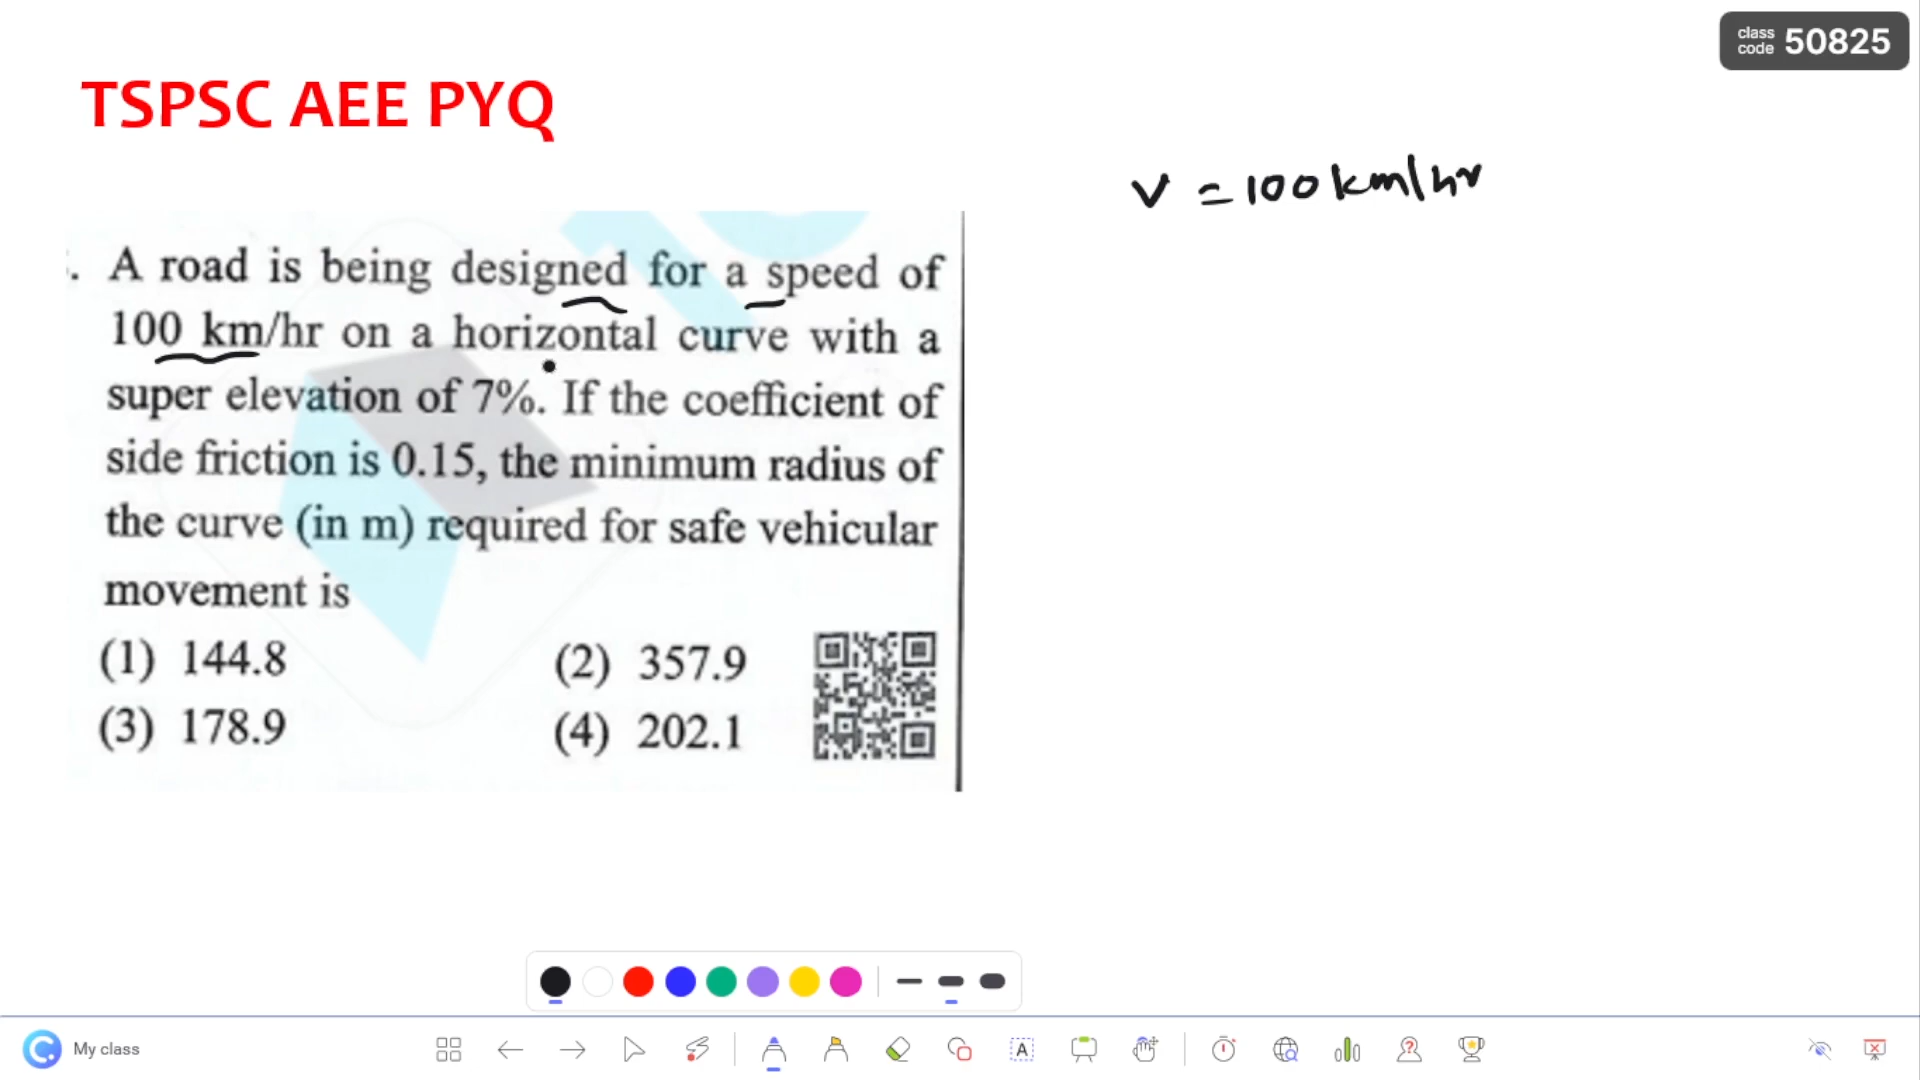 class code 50825
TSPSC AEE PYQ
V = 100 km/hr
. A road is being designed for a speed of
100 km/hr on a horizontal curve with a
super elevation of 7%. If the coefficient of
side friction is 0.15, the minimum radius of
the curve (in m) required for safe vehicular
movement is
(1) 144.8 (2) 357.9
(3) 178.9 (4) 202.1
My class